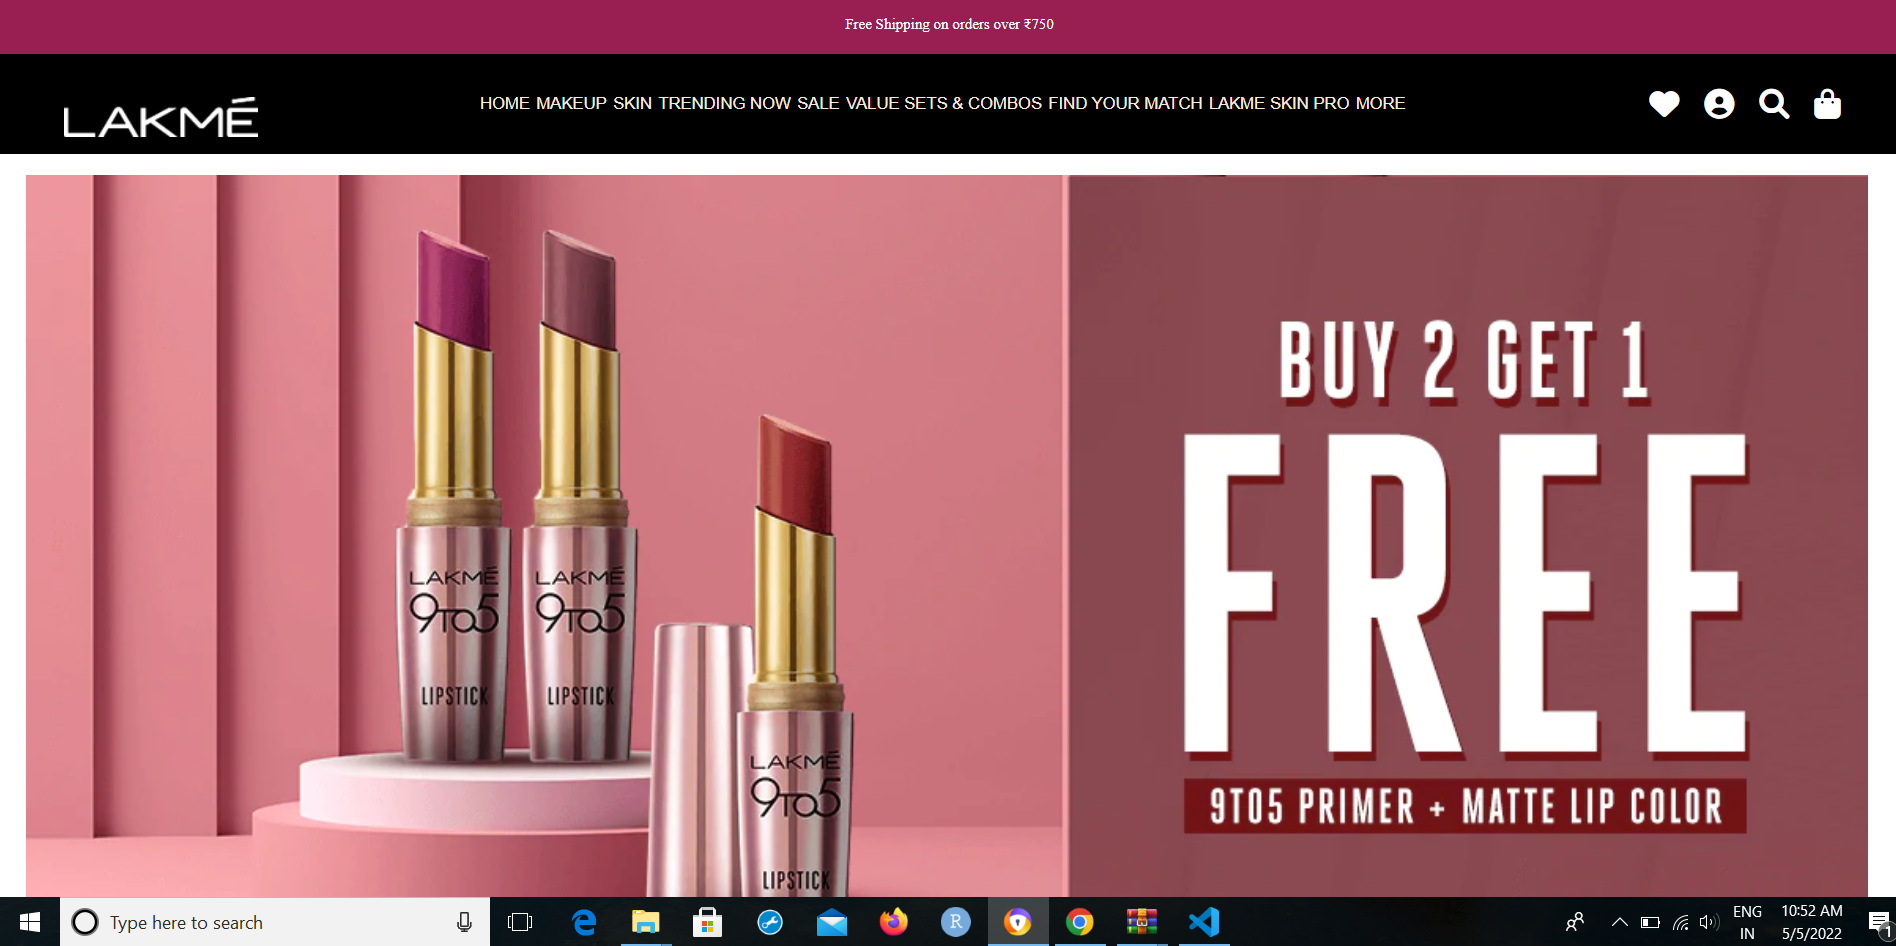 Free Shipping on orders over ₹750
LAKMÉ
HOME MAKEUP SKIN TRENDING NOW SALE VALUE SETS & COMBOS FIND YOUR MATCH LAKME SKIN PRO MORE
BUY 2 GET 1
FREE
9TO5 PRIMER + MATTE LIP COLOR
LAKMÉ
9TO5
LIPSTICK
LAKMÉ
9TO5
LIPSTICK
LAKMÉ
9TO5
LIPSTICK
Type here to search
R
ENG
IN
10:52 AM
5/5/2022
1